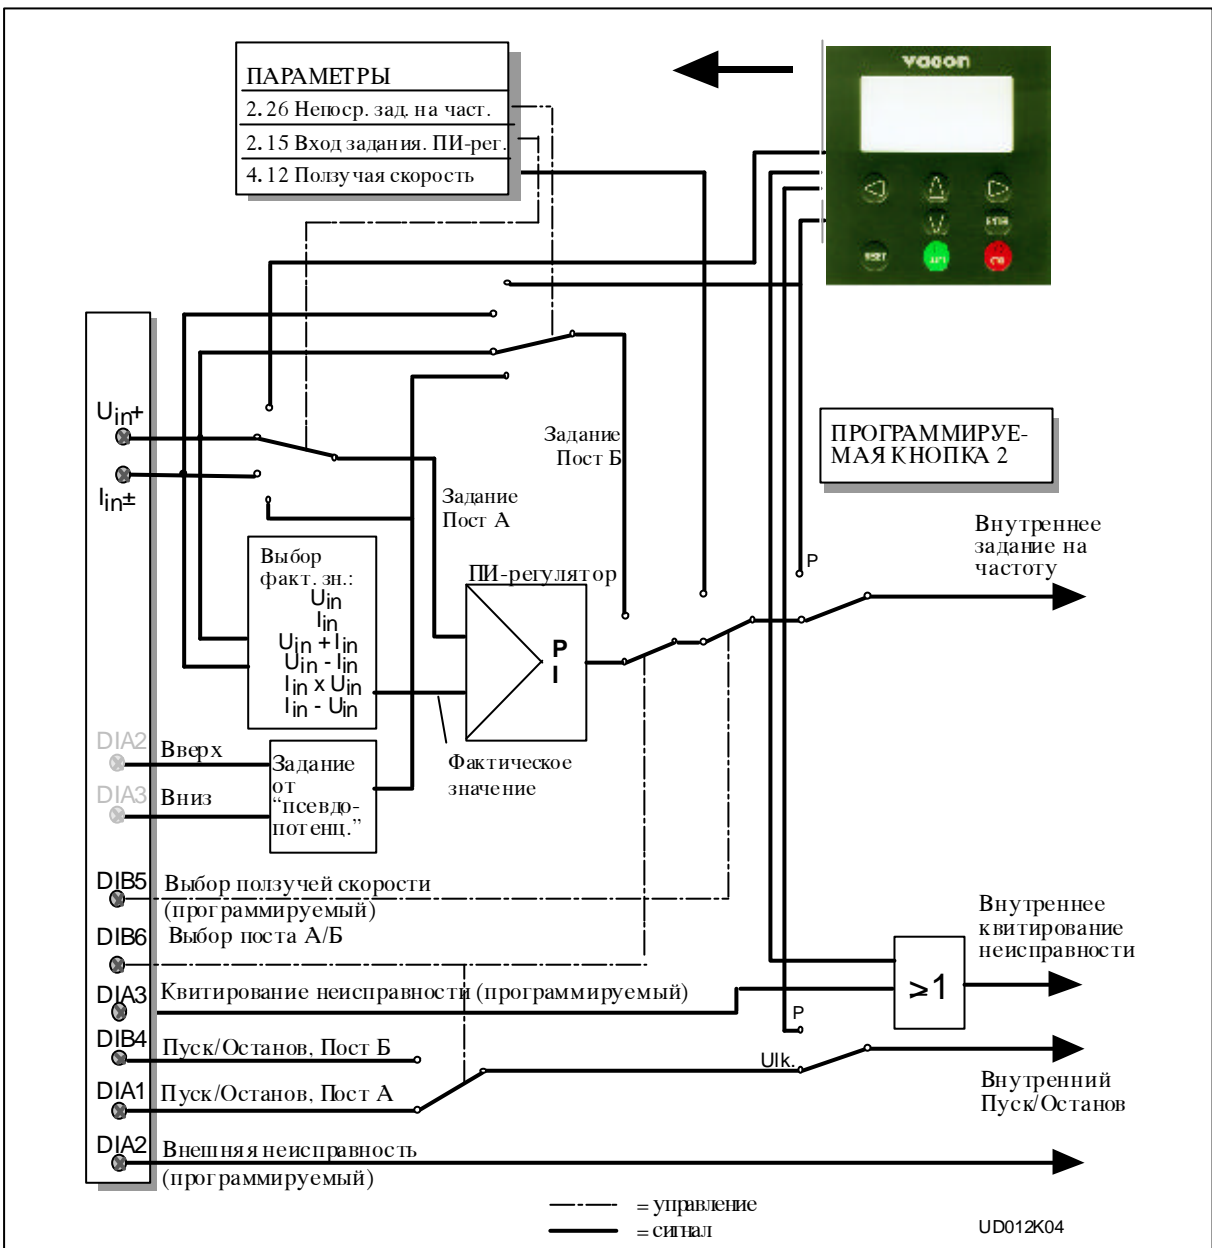 vacon
ПАРАМЕТРЫ
2.26 Непоср. зад. на част.
2.15 Вход задания. ПИ-рег.
4.12 Ползучая скорость
RESET
Uin+
Iin±
Задание
Пост Б
ПРОГРАММИРУЕ-
МАЯ КНОПКА 2
Задание
Пост А
Внутреннее
задание на
частоту
P
Выбор
факт. зн.:
Uin
Iin
Uin + Iin
Uin - Iin
Iin x Uin
Iin - Uin
ПИ-регулятор
P
I
Фактическое
значение
DIA2
Вверх
DIA3
Вниз
Задание
от
“псевдо-
потенц.”
DIB5
Выбор ползучей скорости
(программируемый)
DIB6
Выбор поста А/Б
Внутреннее
квитирование
неисправности
DIA3
Квитирование неисправности (программируемый)
≥1
P
DIB4
Пуск/Останов, Пост Б
Ulk.
DIA1
Пуск/Останов, Пост А
Внутренний
Пуск/Останов
DIA2
Внешняя неисправность
(программируемый)
= управление
= сигнал
UD012K04